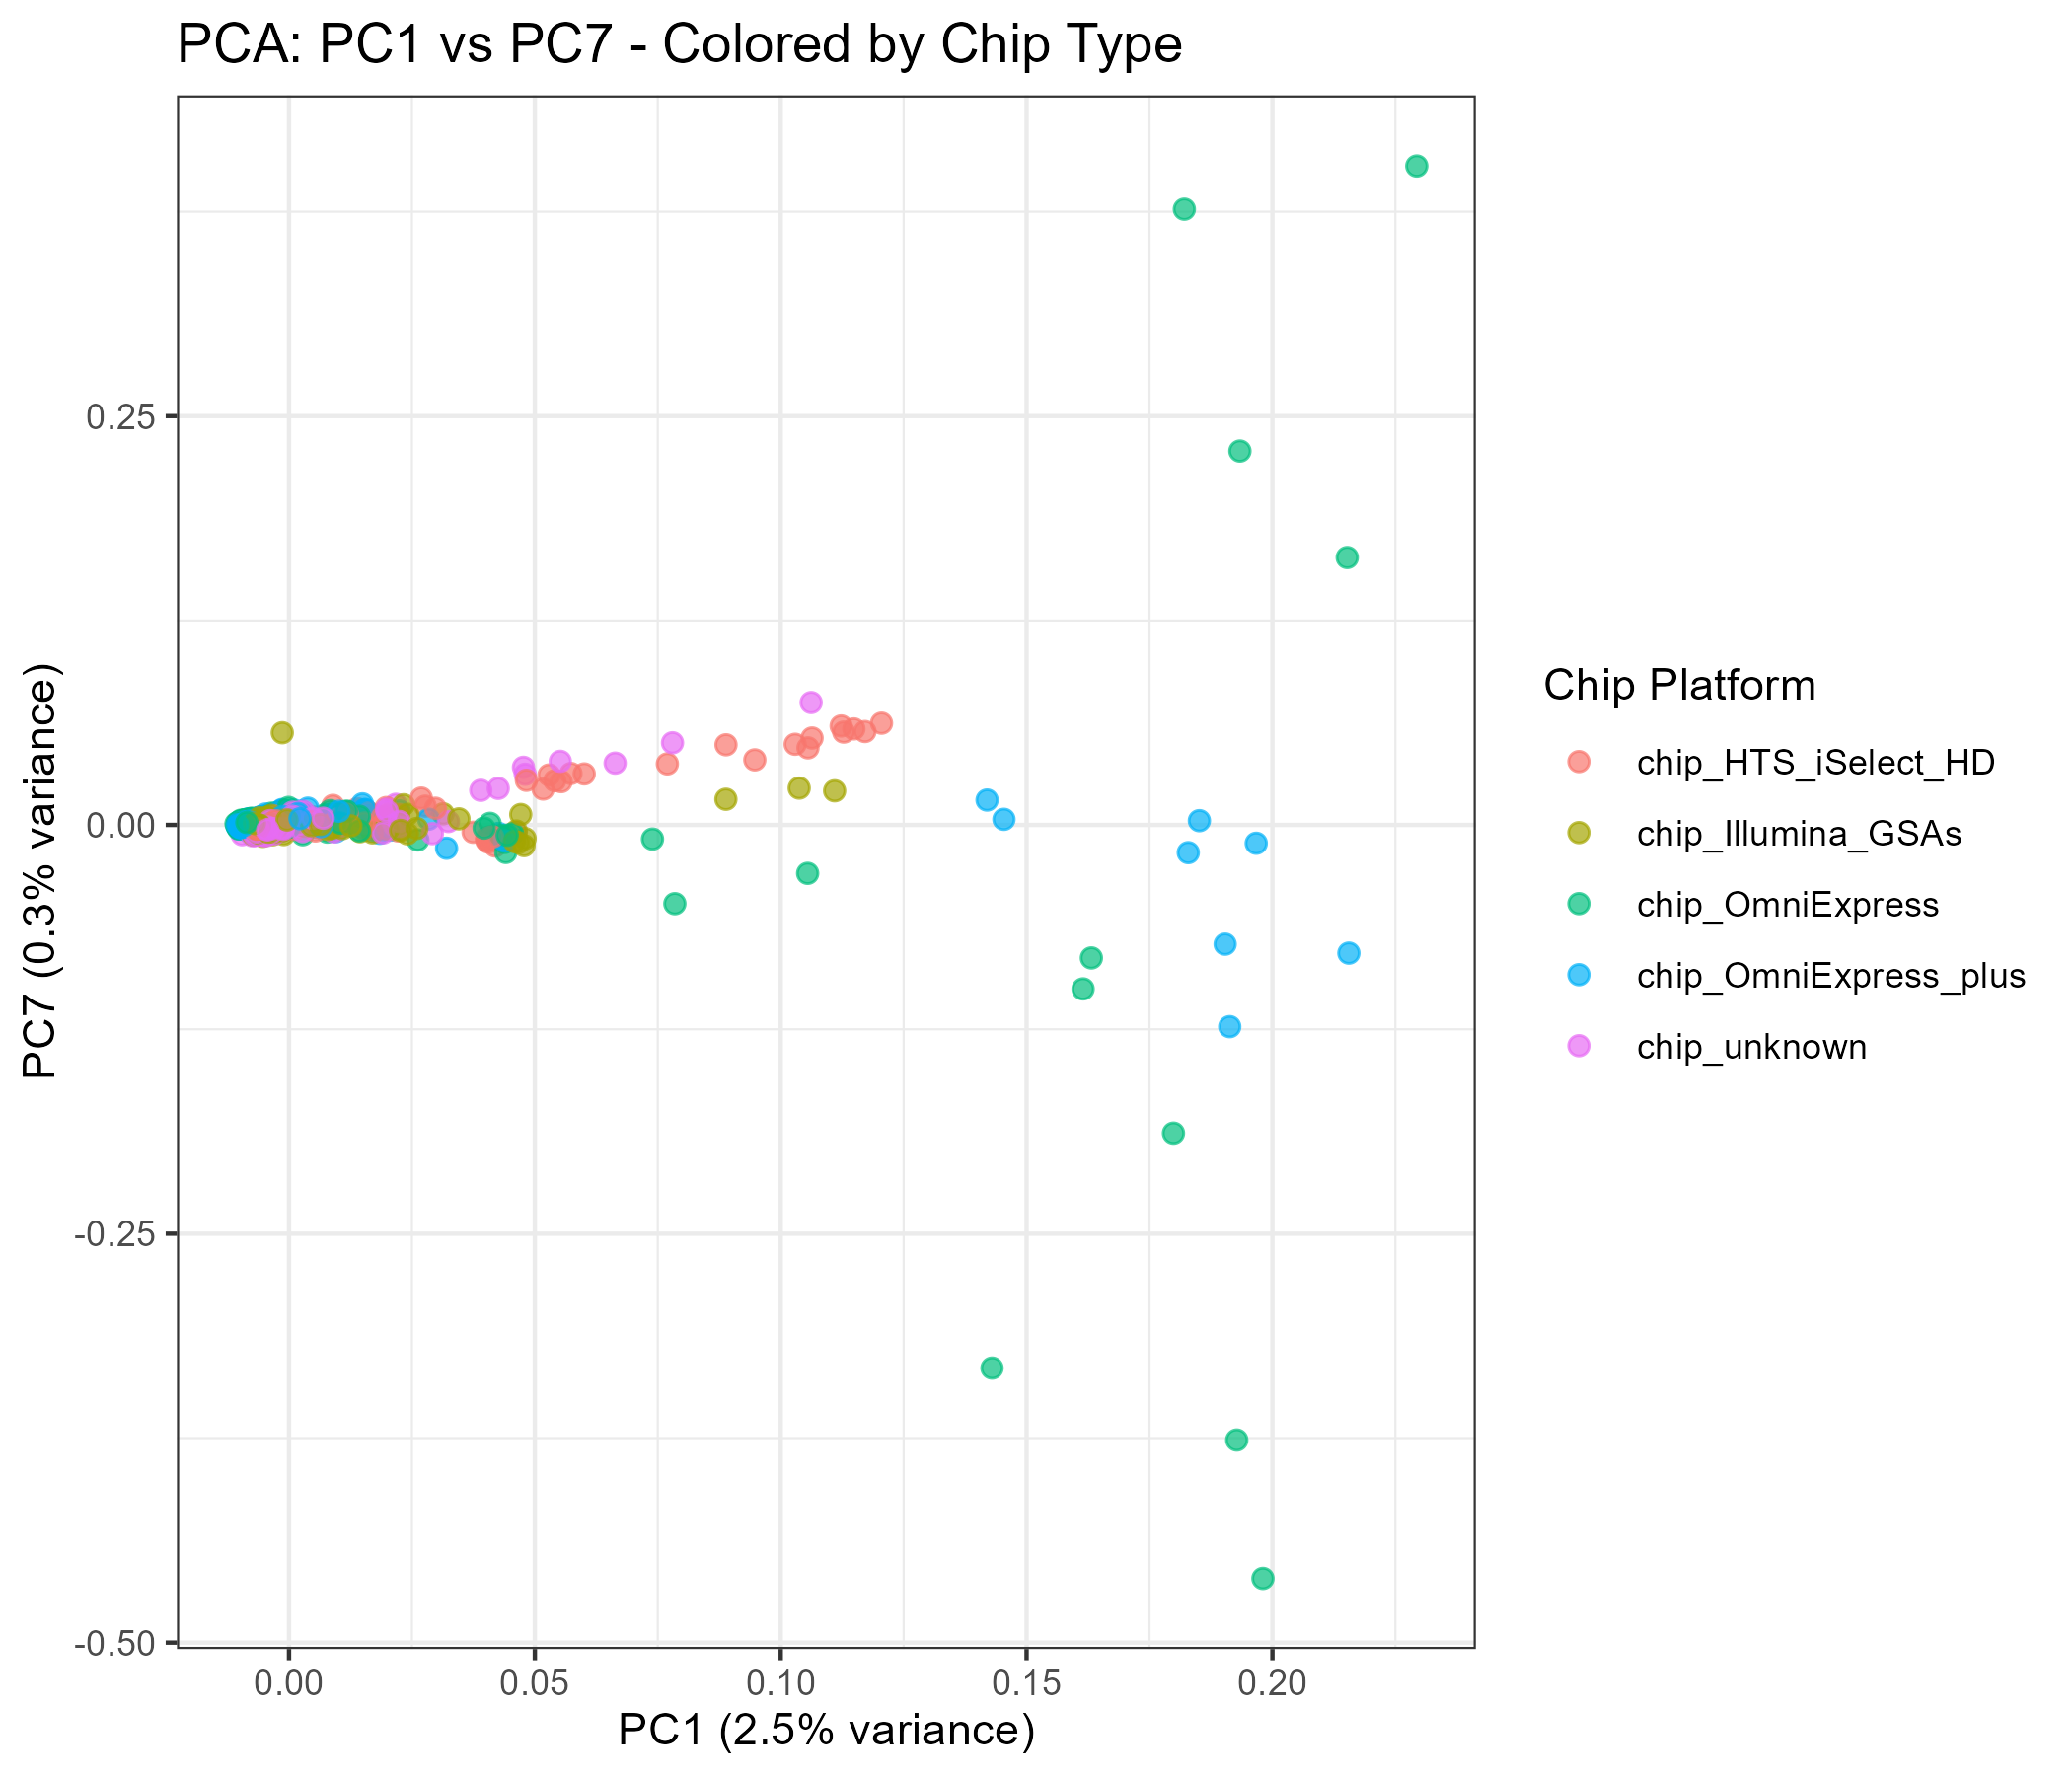 PCA: PC1 vs PC7 - Colored by Chip Type
PC7 (0.3% variance)
0.25
0.00
-0.25
-0.50
0.00 0.05 0.10 0.15 0.20
PC1 (2.5% variance)
Chip Platform
chip_HTS_iSelect_HD
chip_Illumina_GSAs
chip_OmniExpress
chip_OmniExpress_plus
chip_unknown